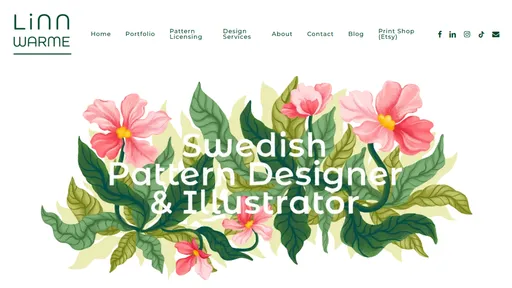 LiNN
WARME
Home
Portfolio
Pattern
Licensing
Design
Services
About
Contact
Blog
Print Shop
(Etsy)
Swedish
Pattern Designer
& Illustrator